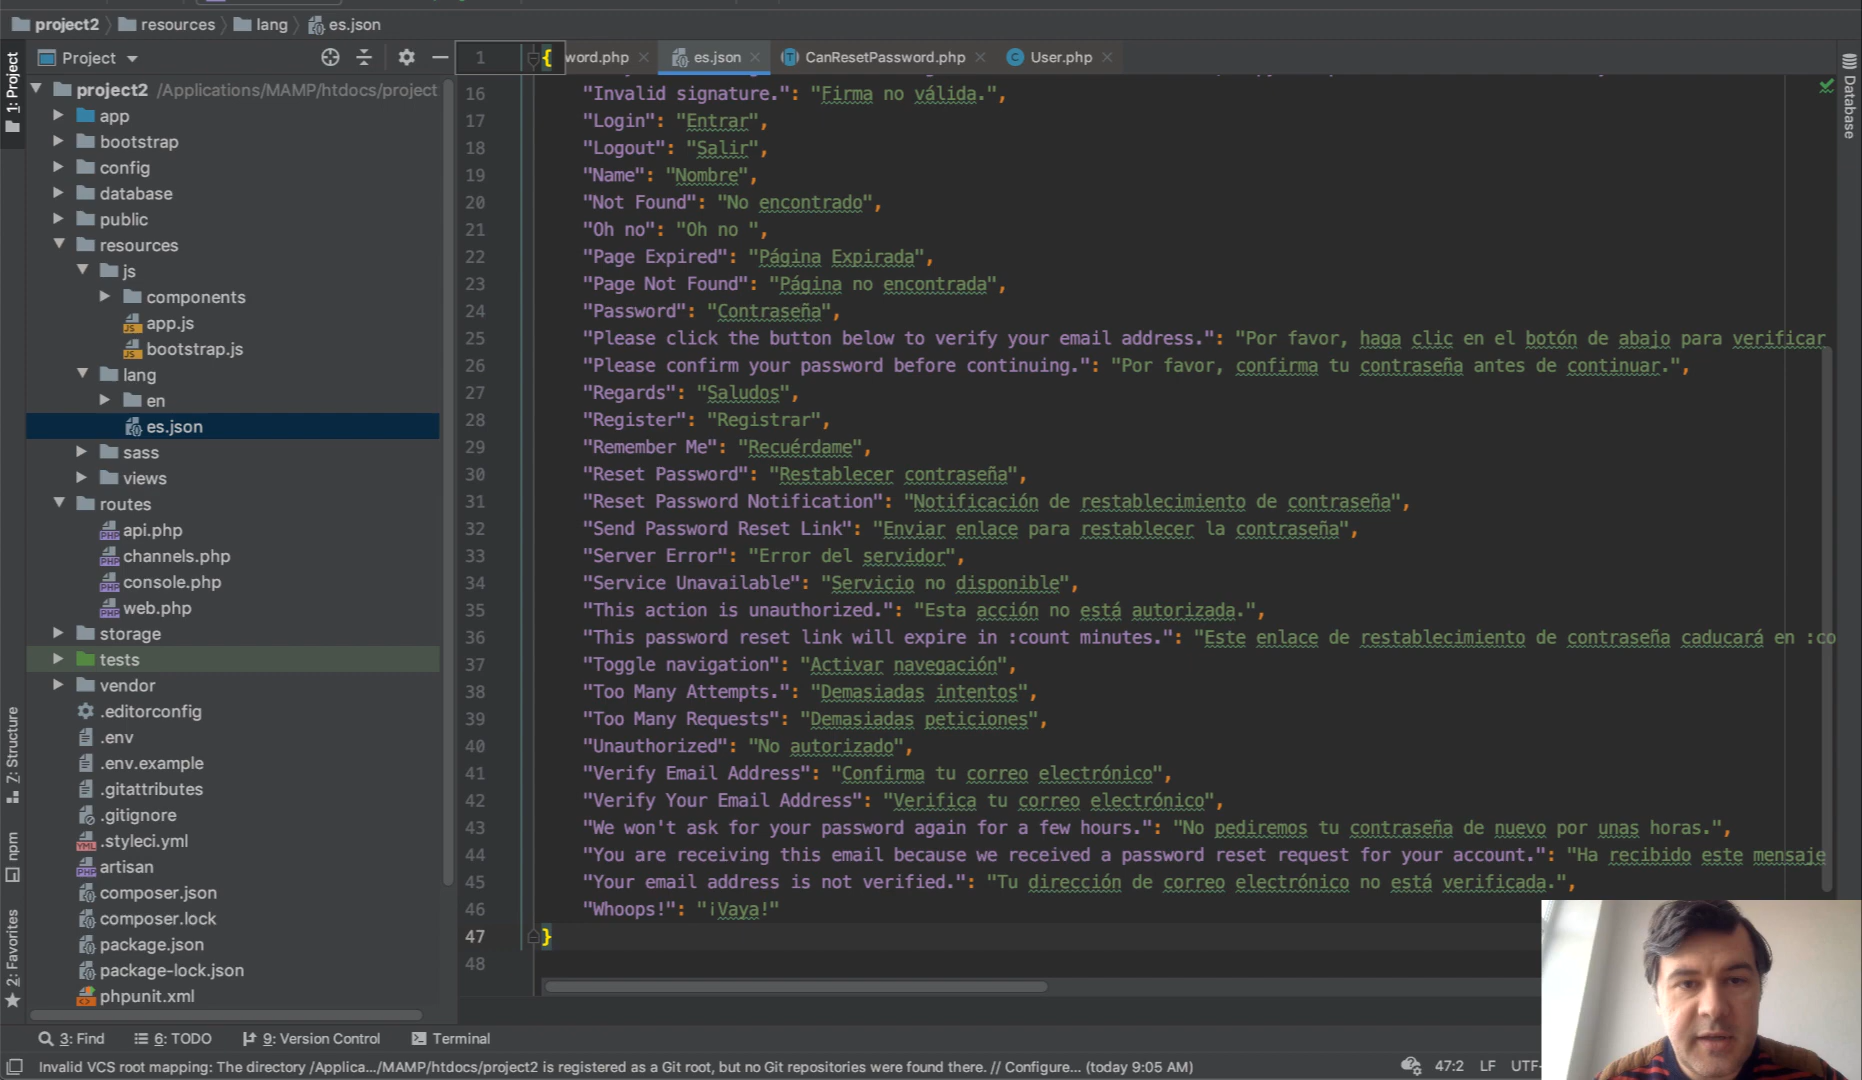 project2 resources lang es.json
1: Project
Project
1 { word.php es.json CanResetPassword.php User.php
Database
project2 /Applications/MAMP/htdocs/project
app
bootstrap
config
database
public
resources
js
components
app.js
bootstrap.js
lang
en
es.json
sass
views
routes
api.php
channels.php
console.php
web.php
storage
tests
vendor
.editorconfig
.env
.env.example
.gitattributes
.gitignore
.styleci.yml
artisan
composer.json
composer.lock
package.json
package-lock.json
phpunit.xml
7: Structure
npm
2: Favorites
16 "Invalid signature.": "Firma no válida.",
17 "Login": "Entrar",
18 "Logout": "Salir",
19 "Name": "Nombre",
20 "Not Found": "No encontrado",
21 "Oh no": "Oh no ",
22 "Page Expired": "Página Expirada",
23 "Page Not Found": "Página no encontrada",
24 "Password": "Contraseña",
25 "Please click the button below to verify your email address.": "Por favor, haga clic en el botón de abajo para verificar
26 "Please confirm your password before continuing.": "Por favor, confirma tu contraseña antes de continuar.",
27 "Regards": "Saludos",
28 "Register": "Registrar",
29 "Remember Me": "Recuérdame",
30 "Reset Password": "Restablecer contraseña",
31 "Reset Password Notification": "Notificación de restablecimiento de contraseña",
32 "Send Password Reset Link": "Enviar enlace para restablecer la contraseña",
33 "Server Error": "Error del servidor",
34 "Service Unavailable": "Servicio no disponible",
35 "This action is unauthorized.": "Esta acción no está autorizada.",
36 "This password reset link will expire in :count minutes.": "Este enlace de restablecimiento de contraseña caducará en :co
37 "Toggle navigation": "Activar navegación",
38 "Too Many Attempts.": "Demasiadas intentos",
39 "Too Many Requests": "Demasiadas peticiones",
40 "Unauthorized": "No autorizado",
41 "Verify Email Address": "Confirma tu correo electrónico",
42 "Verify Your Email Address": "Verifica tu correo electrónico",
43 "We won't ask for your password again for a few hours.": "No pediremos tu contraseña de nuevo por unas horas.",
44 "You are receiving this email because we received a password reset request for your account.": "Ha recibido este mensaje
45 "Your email address is not verified.": "Tu dirección de correo electrónico no está verificada.",
46 "Whoops!": "¡Vaya!"
47 }
48
3: Find 6: TODO 9: Version Control Terminal
Invalid VCS root mapping: The directory /Applica.../MAMP/htdocs/project2 is registered as a Git root, but no Git repositories were found there. // Configure... (today 9:05 AM) 47:2 LF UTF-